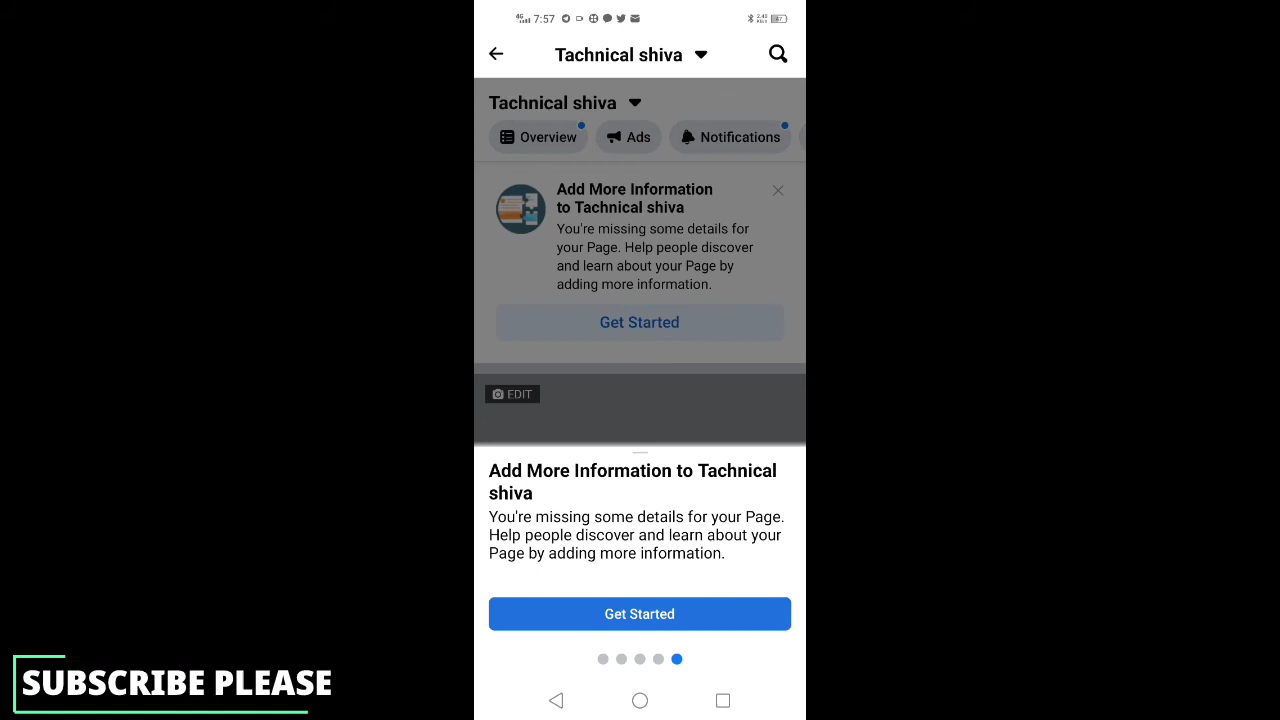 4G 7:57
Tachnical shiva
Tachnical shiva
Overview Ads Notifications
Add More Information
to Tachnical shiva
You're missing some details for
your Page. Help people discover
and learn about your Page by
adding more information.
Get Started
EDIT
Add More Information to Tachnical
shiva
You're missing some details for your Page.
Help people discover and learn about your
Page by adding more information.
Get Started
SUBSCRIBE PLEASE